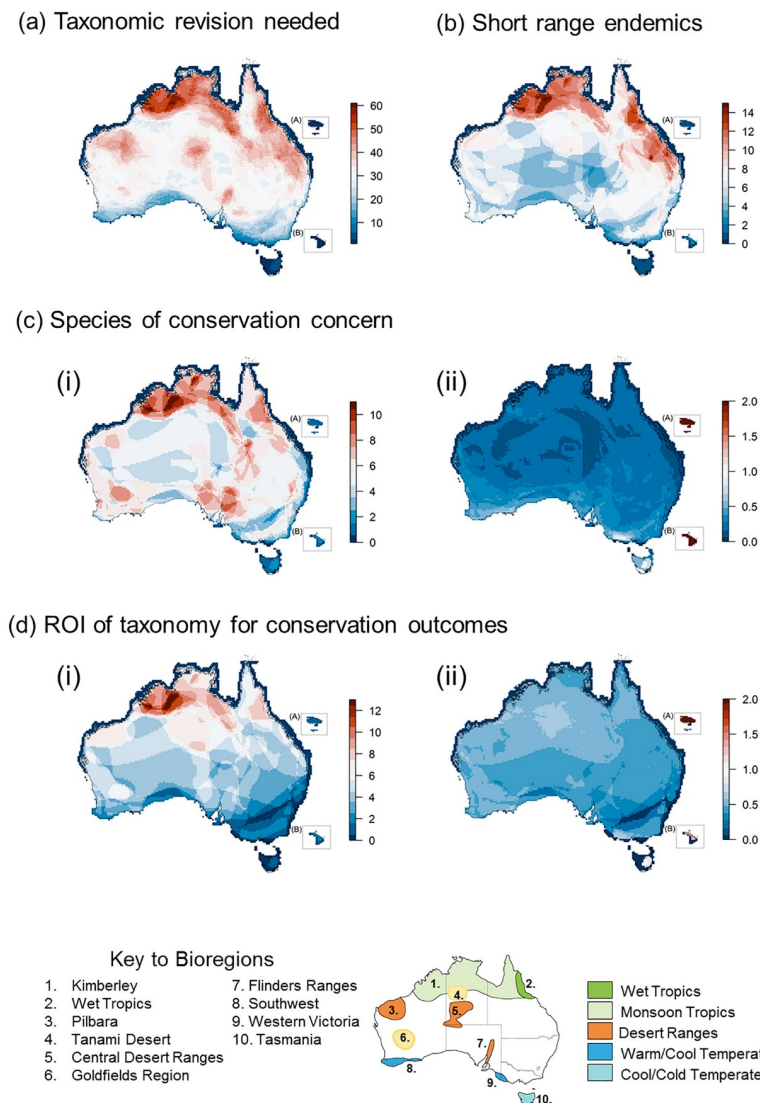 (a) Taxonomic revision needed
(b) Short range endemics
60
50
40
30
20
10
(A)
(B)
14
12
10
8
6
4
2
0
(A)
(B)
(c) Species of conservation concern
(i)
10
8
6
4
2
0
(A)
(B)
(ii)
2.0
1.5
1.0
0.5
0.0
(A)
(B)
(d) ROI of taxonomy for conservation outcomes
(i)
12
10
8
6
4
2
0
(A)
(B)
(ii)
2.0
1.5
1.0
0.5
0.0
(A)
(B)
Key to Bioregions
1. Kimberley
2. Wet Tropics
3. Pilbara
4. Tanami Desert
5. Central Desert Ranges
6. Goldfields Region
7. Flinders Ranges
8. Southwest
9. Western Victoria
10. Tasmania
1.
2.
3.
4.
5.
6.
7.
8.
9.
10.
Wet Tropics
Monsoon Tropics
Desert Ranges
Warm/Cool Temperat
Cool/Cold Temperate